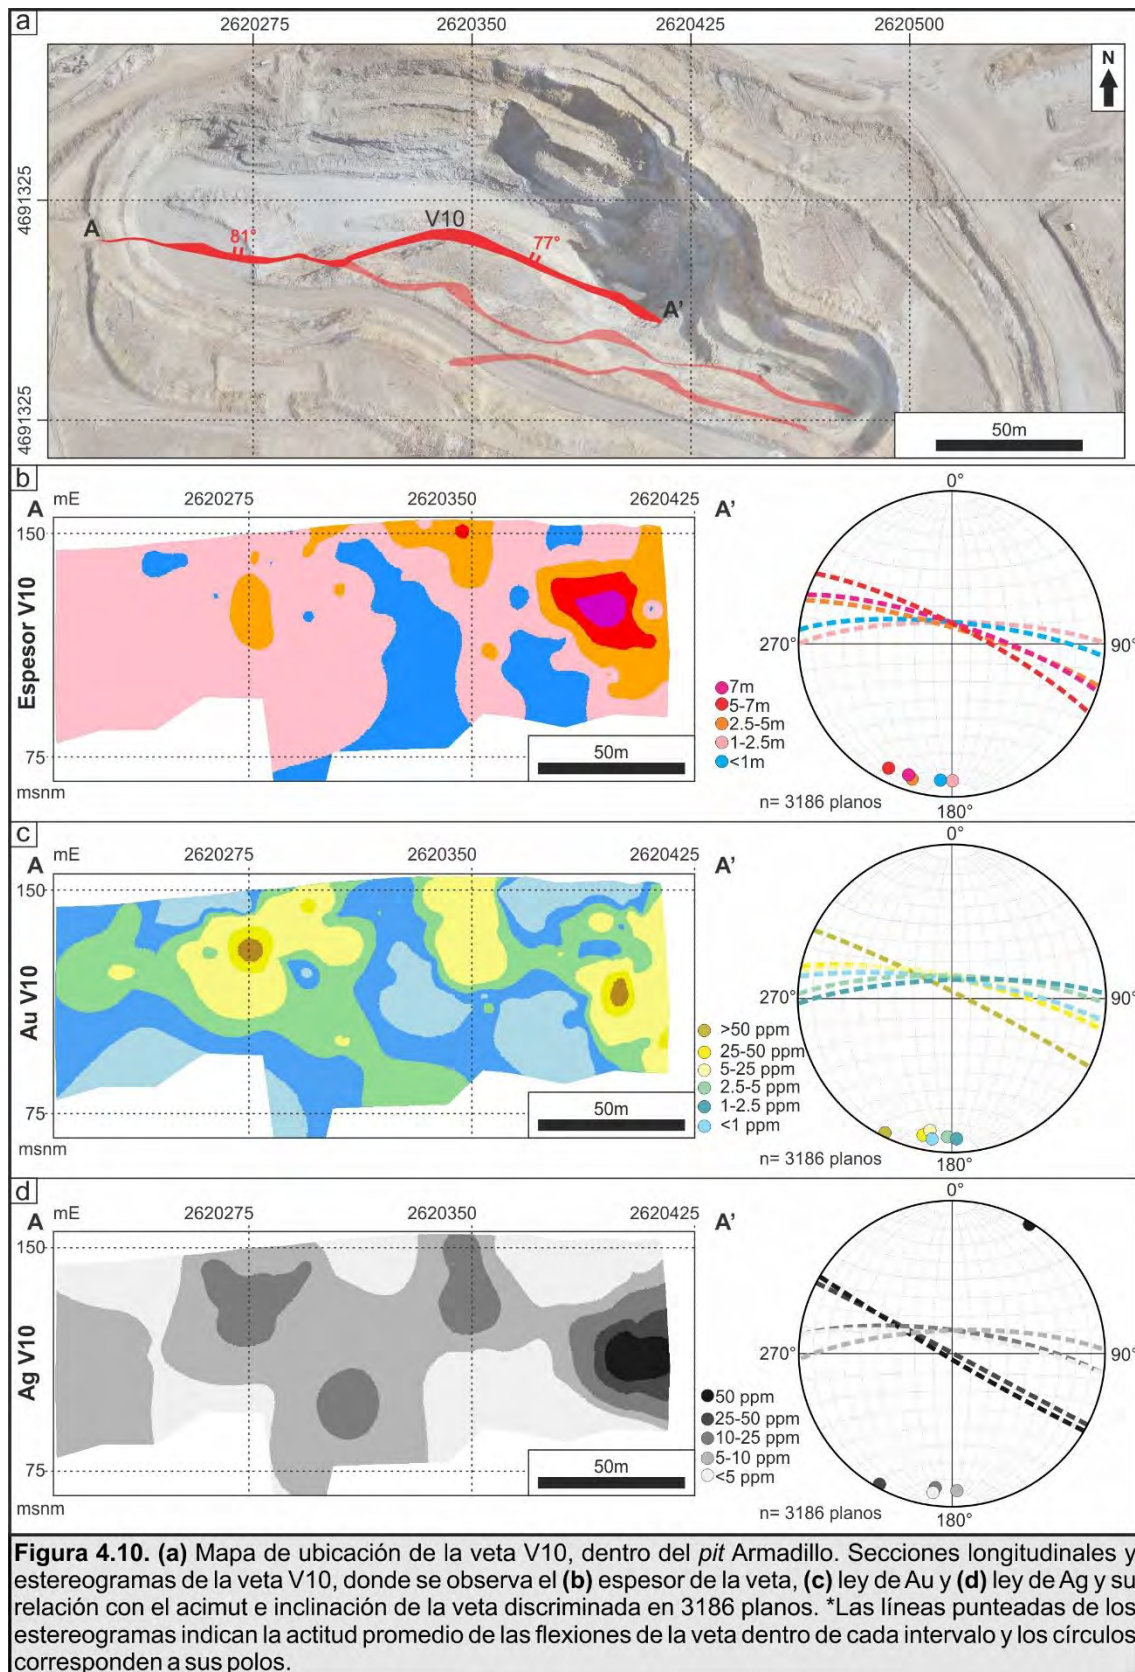 a
2620275 2620350 2620425 2620500
N
4691325
A
81°
V10
77°
A'
4691325
50m
b
mE 2620275 2620350 2620425
A A'
150
Espesor V10
75
msnm
50m
0°
270° 90°
7m
5-7m
2.5-5m
1-2.5m
<1m
n= 3186 planos
180°
c
mE 2620275 2620350 2620425
A A'
150
Au V10
75
msnm
50m
0°
270° 90°
>50 ppm
25-50 ppm
5-25 ppm
2.5-5 ppm
1-2.5 ppm
<1 ppm
n= 3186 planos
180°
d
mE 2620275 2620350 2620425
A A'
150
Ag V10
75
msnm
50m
0°
270° 90°
50 ppm
25-50 ppm
10-25 ppm
5-10 ppm
<5 ppm
n= 3186 planos
180°
Figura 4.10. (a) Mapa de ubicación de la veta V10, dentro del pit Armadillo. Secciones longitudinales y
estereogramas de la veta V10, donde se observa el (b) espesor de la veta, (c) ley de Au y (d) ley de Ag y su
relación con el acimut e inclinación de la veta discriminada en 3186 planos. *Las líneas punteadas de los
estereogramas indican la actitud promedio de las flexiones de la veta dentro de cada intervalo y los círculos
corresponden a sus polos.